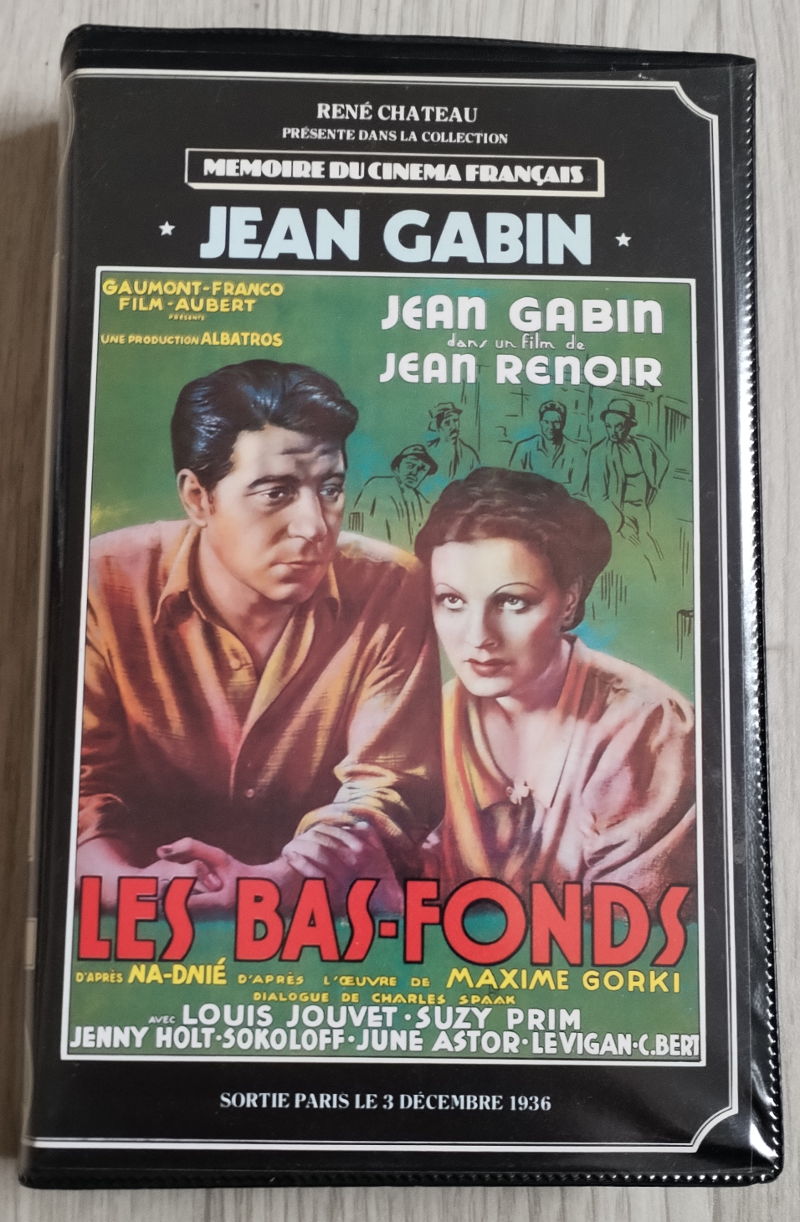 RENÉ CHATEAU
PRÉSENTE DANS LA COLLECTION
MEMOIRE DU CINEMA FRANÇAIS
JEAN GABIN
GAUMONT-FRANCO
FILM-AUBERT
PRÉSENTE
UNE PRODUCTION ALBATROS
JEAN GABIN
dans un film de
JEAN RENOIR
LES BAS-FONDS
D'APRÈS NA-DNIÉ D'APRÈS L'ŒUVRE DE MAXIME GORKI
DIALOGUE DE CHARLES SPAAK
AVEC LOUIS JOUVET · SUZY PRIM
JENNY HOLT · SOKOLOFF · JUNE ASTOR · LEVIGAN · C.BERT
SORTIE PARIS LE 3 DÉCEMBRE 1936